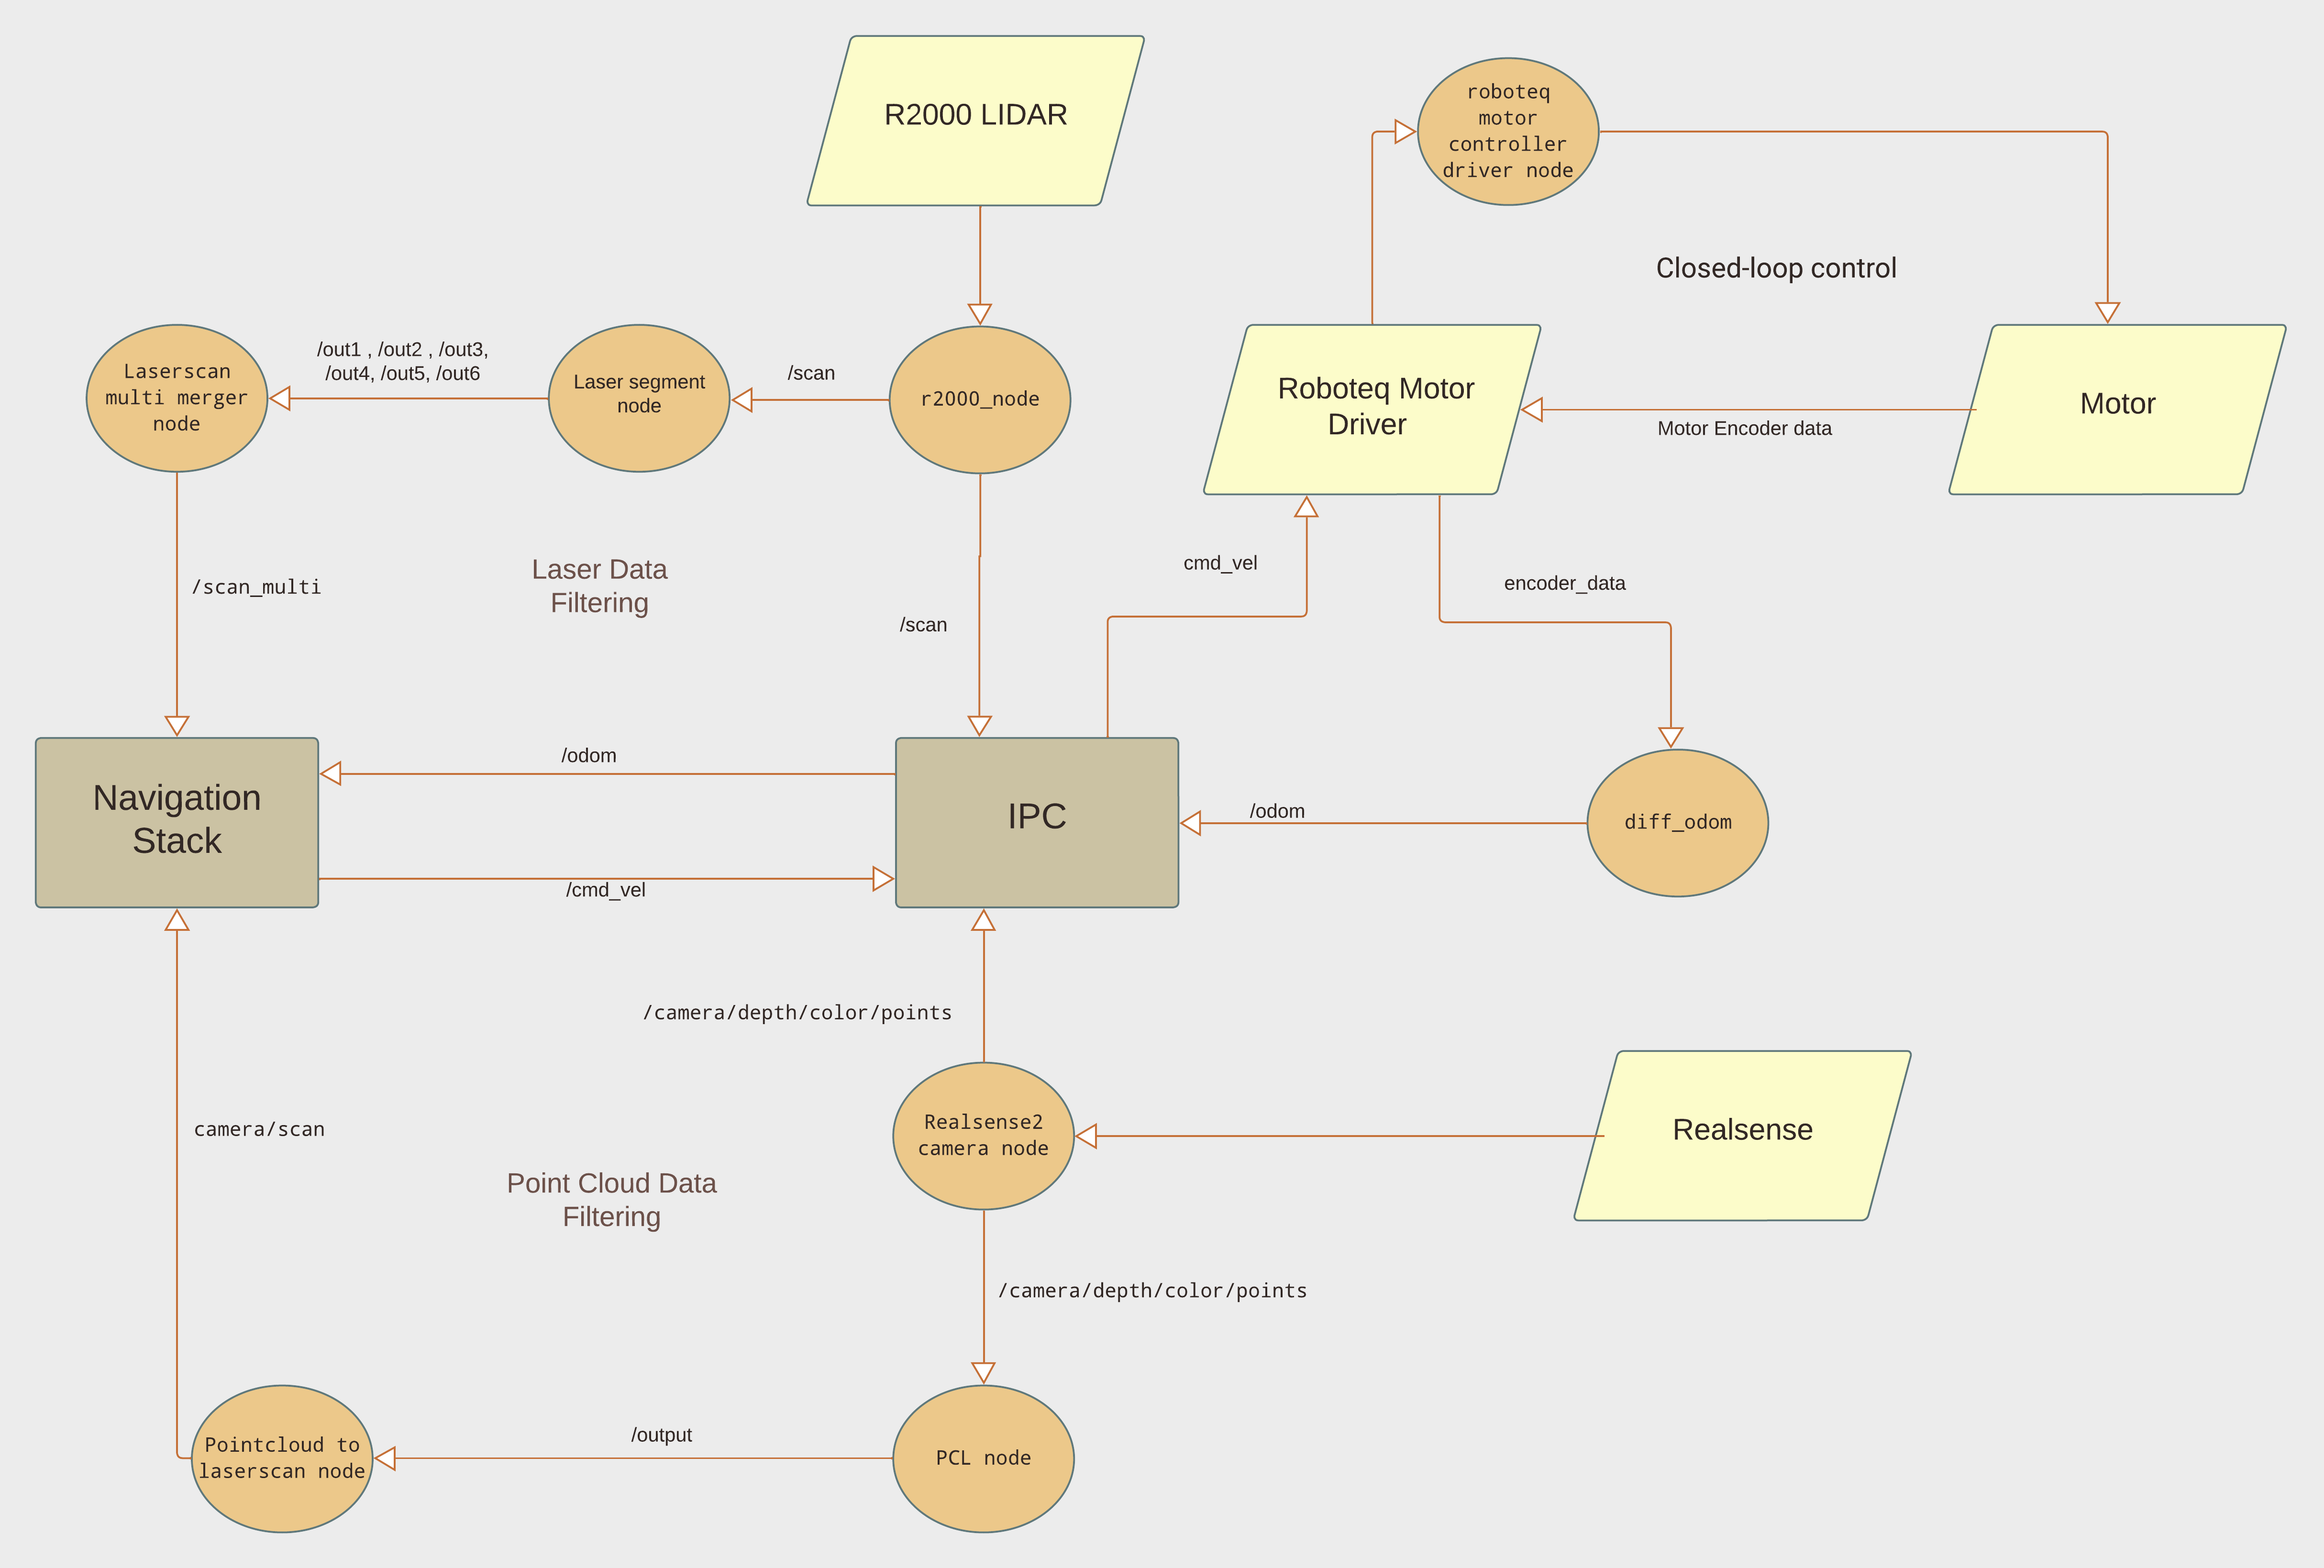 R2000 LIDAR
roboteq
motor
controller
driver node
Closed-loop control
Laserscan
multi merger
node
/out1 , /out2 , /out3,
/out4, /out5, /out6
Laser segment
node
/scan
r2000_node
Roboteq Motor
Driver
Motor Encoder data
Motor
/scan_multi
Laser Data
Filtering
/scan
cmd_vel
encoder_data
Navigation
Stack
/odom
/cmd_vel
IPC
/odom
diff_odom
/camera/depth/color/points
camera/scan
Realsense2
camera node
Realsense
Point Cloud Data
Filtering
/camera/depth/color/points
Pointcloud to
laserscan node
/output
PCL node